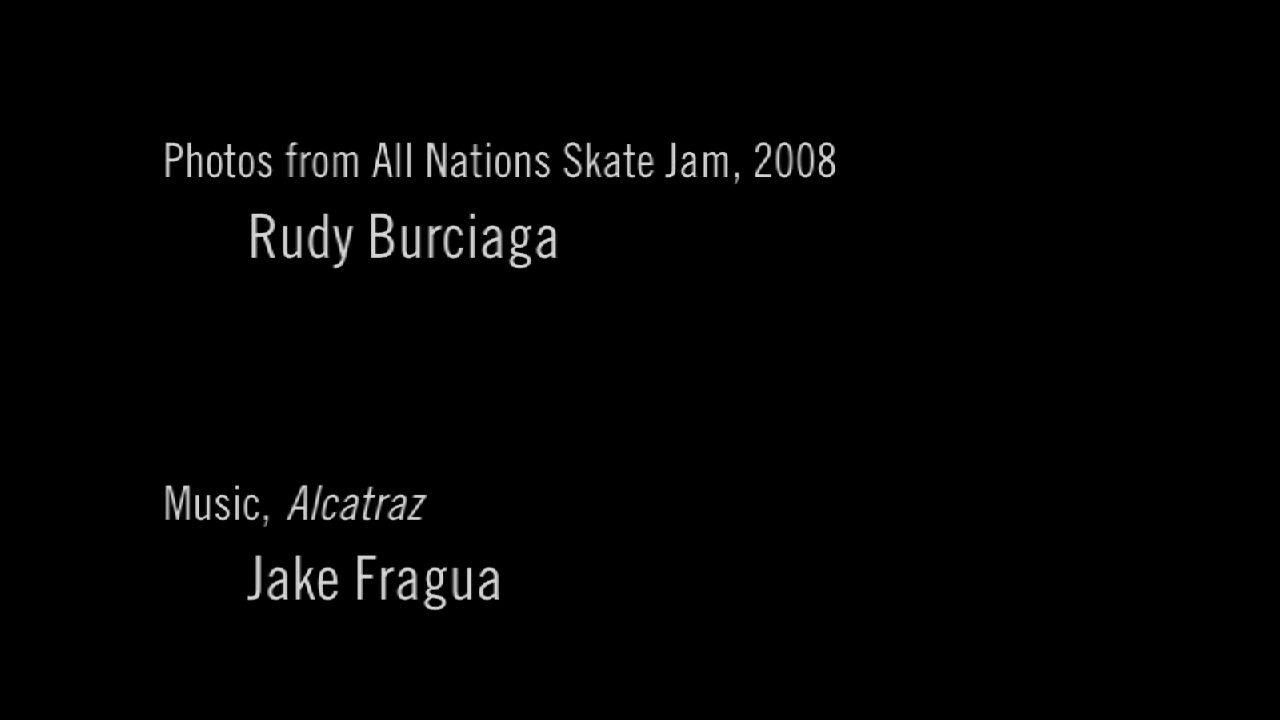 Photos from All Nations Skate Jam, 2008
Rudy Burciaga
Music, Alcatraz
Jake Fragua